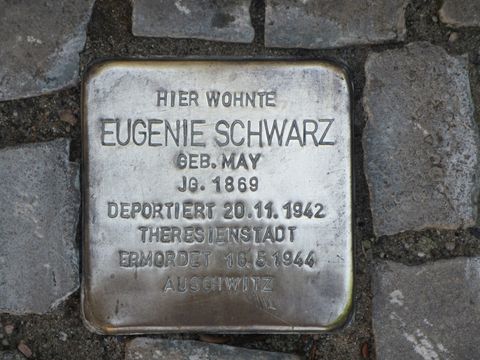 HIER WOHNTE
EUGENIE SCHWARZ
GEB. MAY
JG. 1869
DEPORTIERT 20.11.1942
THERESIENSTADT
ERMORDET 16.5.1944
AUSCHWITZ